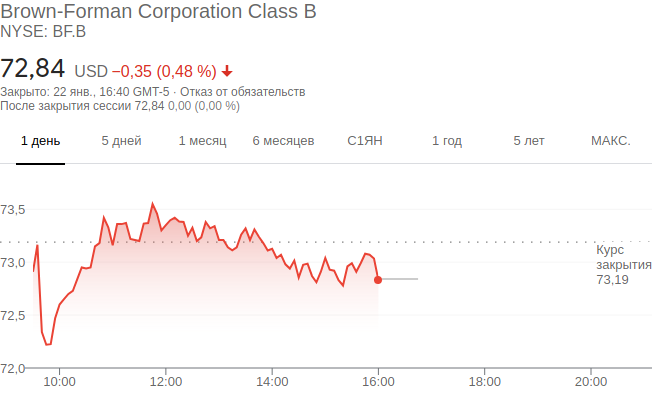 Brown-Forman Corporation Class B
NYSE: BF.B
72,84 USD −0,35 (0,48 %)
Закрыто: 22 янв., 16:40 GMT-5 · Отказ от обязательств
После закрытия сессии 72,84 0,00 (0,00 %)
1 день 5 дней 1 месяц 6 месяцев С1ЯН 1 год 5 лет МАКС.
73,5
Курс
закрытия
73,19
73,0
72,5
72,0
10:00 12:00 14:00 16:00 18:00 20:00